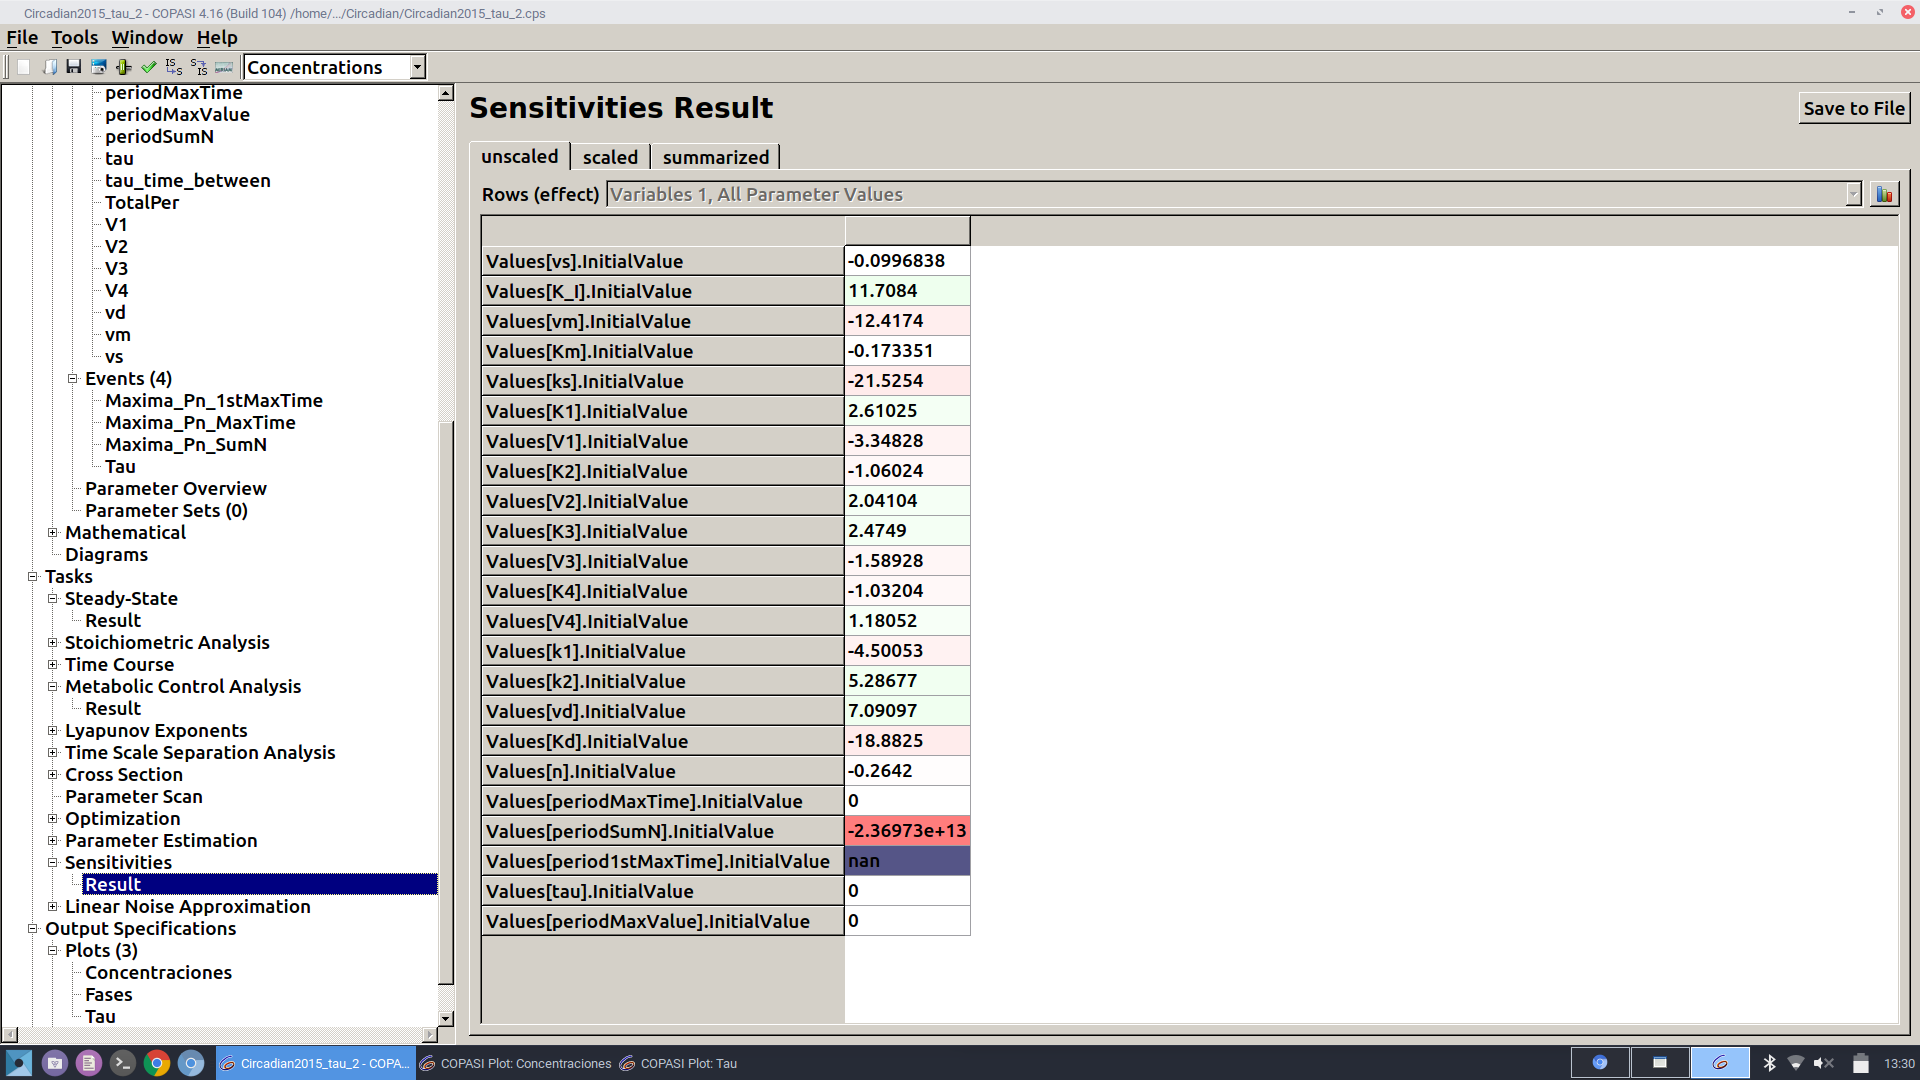 Circadian2015_tau_2 - COPASI 4.16 (Build 104) /home/.../Circadian/Circadian2015_tau_2.cps
File Tools Window Help
Concentrations
periodMaxTime
periodMaxValue
periodSumN
tau
tau_time_between
TotalPer
V1
V2
V3
V4
vd
vm
vs
Events (4)
Maxima_Pn_1stMaxTime
Maxima_Pn_MaxTime
Maxima_Pn_SumN
Tau
Parameter Overview
Parameter Sets (0)
Mathematical
Diagrams
Tasks
Steady-State
Result
Stoichiometric Analysis
Time Course
Metabolic Control Analysis
Result
Lyapunov Exponents
Time Scale Separation Analysis
Cross Section
Parameter Scan
Optimization
Parameter Estimation
Sensitivities
Result
Linear Noise Approximation
Output Specifications
Plots (3)
Concentraciones
Fases
Tau
Sensitivities Result
Save to File
unscaled scaled summarized
Rows (effect) Variables 1, All Parameter Values
Values[vs].InitialValue -0.0996838
Values[K_I].InitialValue 11.7084
Values[vm].InitialValue -12.4174
Values[Km].InitialValue -0.173351
Values[ks].InitialValue -21.5254
Values[K1].InitialValue 2.61025
Values[V1].InitialValue -3.34828
Values[K2].InitialValue -1.06024
Values[V2].InitialValue 2.04104
Values[K3].InitialValue 2.4749
Values[V3].InitialValue -1.58928
Values[K4].InitialValue -1.03204
Values[V4].InitialValue 1.18052
Values[k1].InitialValue -4.50053
Values[k2].InitialValue 5.28677
Values[vd].InitialValue 7.09097
Values[Kd].InitialValue -18.8825
Values[n].InitialValue -0.2642
Values[periodMaxTime].InitialValue 0
Values[periodSumN].InitialValue -2.36973e+13
Values[period1stMaxTime].InitialValue nan
Values[tau].InitialValue 0
Values[periodMaxValue].InitialValue 0
Circadian2015_tau_2 - COPA... COPASI Plot: Concentraciones COPASI Plot: Tau 13:30